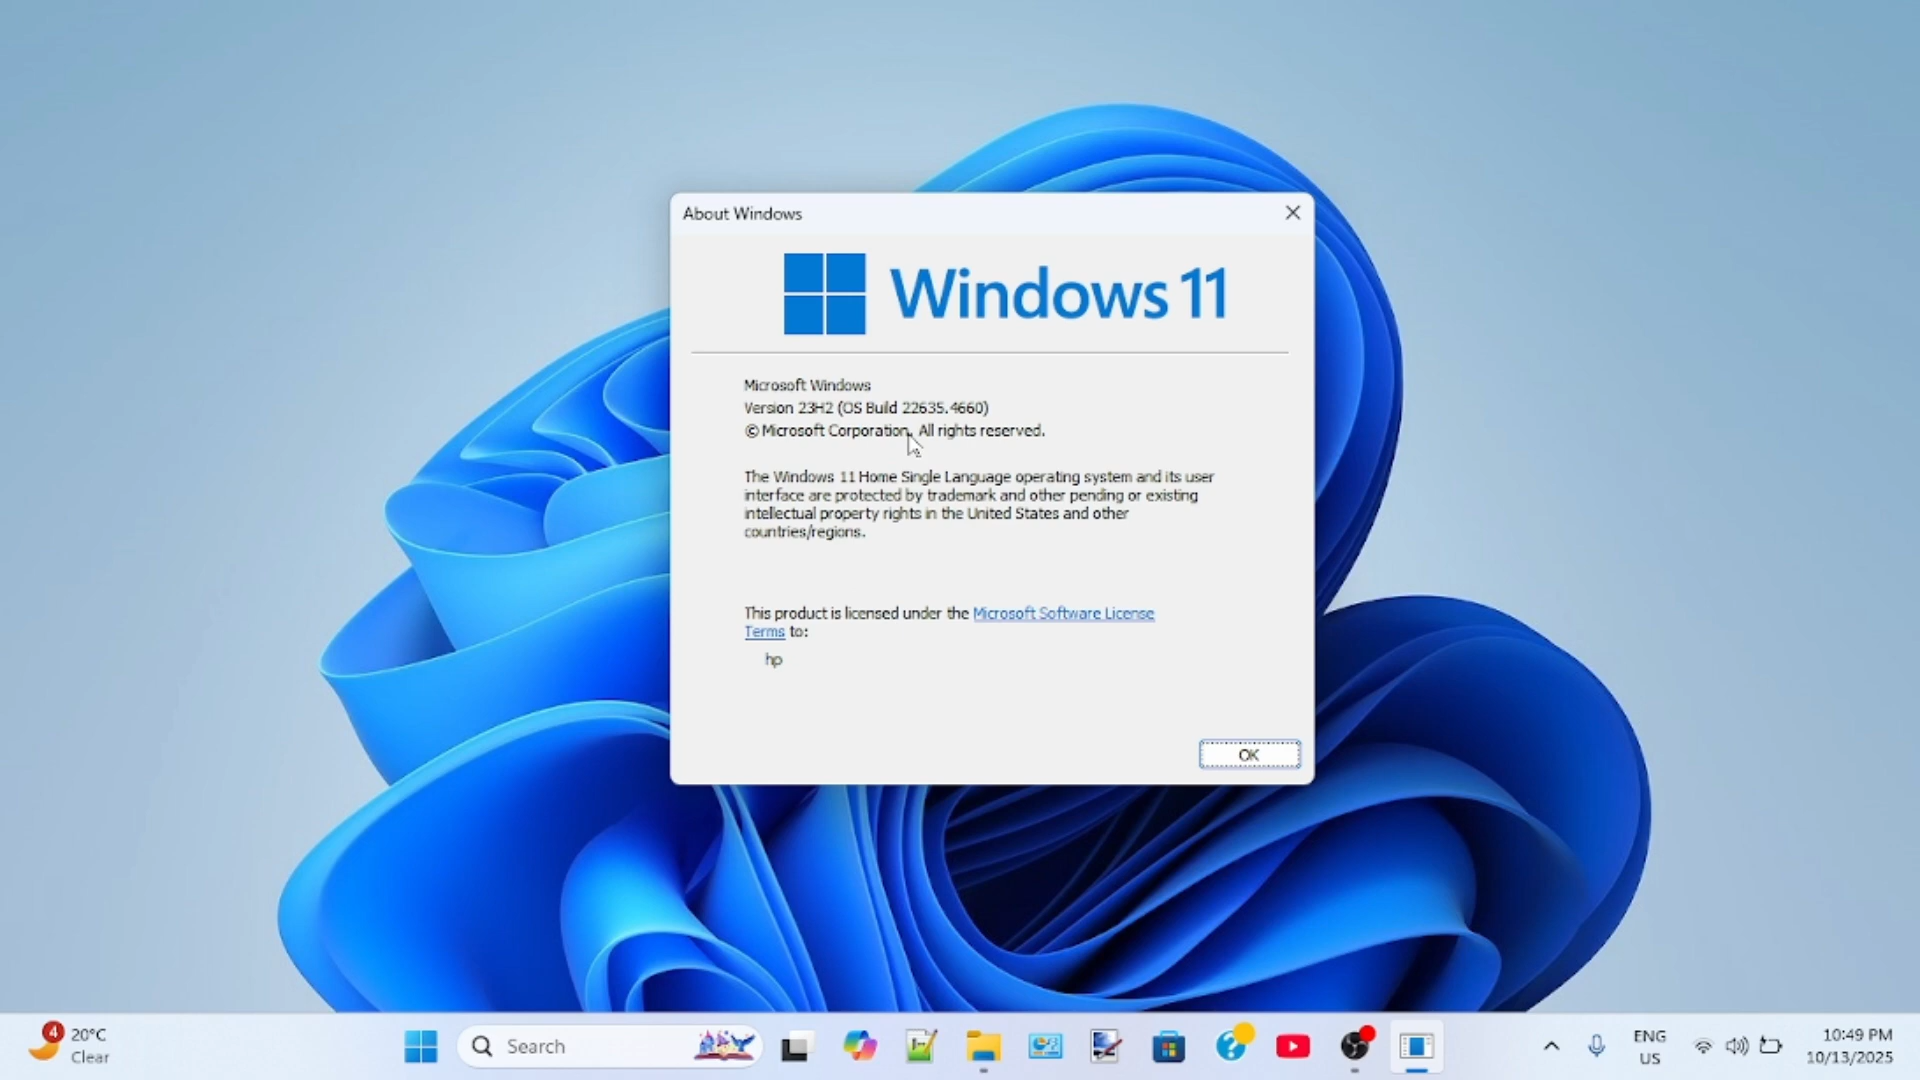 About Windows
Windows 11
Microsoft Windows
Version 23H2 (OS Build 22635.4660)
© Microsoft Corporation. All rights reserved.
The Windows 11 Home Single Language operating system and its user
interface are protected by trademark and other pending or existing
intellectual property rights in the United States and other
countries/regions.
This product is licensed under the Microsoft Software License
Terms to:
hp
OK
4
20°C
Clear
Search
ENG
US
10:49 PM
10/13/2025